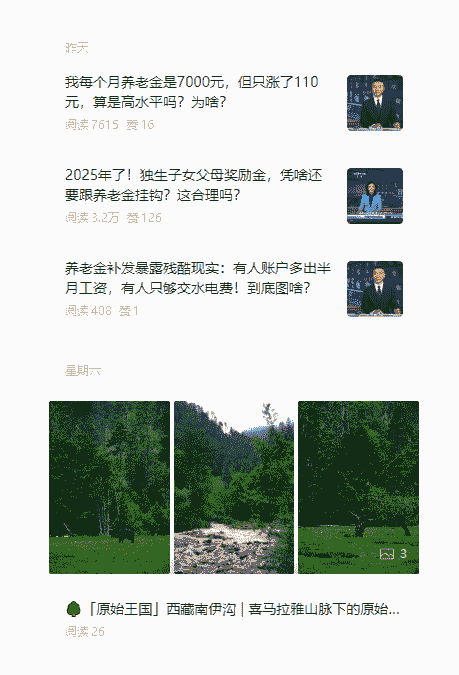 昨天
我每个月养老金是7000元，但只涨了110
元，算是高水平吗？为啥？
阅读 7615 赞 16
2025年了！独生子女父母奖励金，凭啥还
要跟养老金挂钩？这合理吗？
阅读 3.2万 赞 126
养老金补发暴露残酷现实：有人账户多出半
月工资，有人只够交水电费！到底图啥？
阅读 408 赞 1
星期六
3
「原始王国」西藏南伊沟 | 喜马拉雅山脉下的原始...
阅读 26